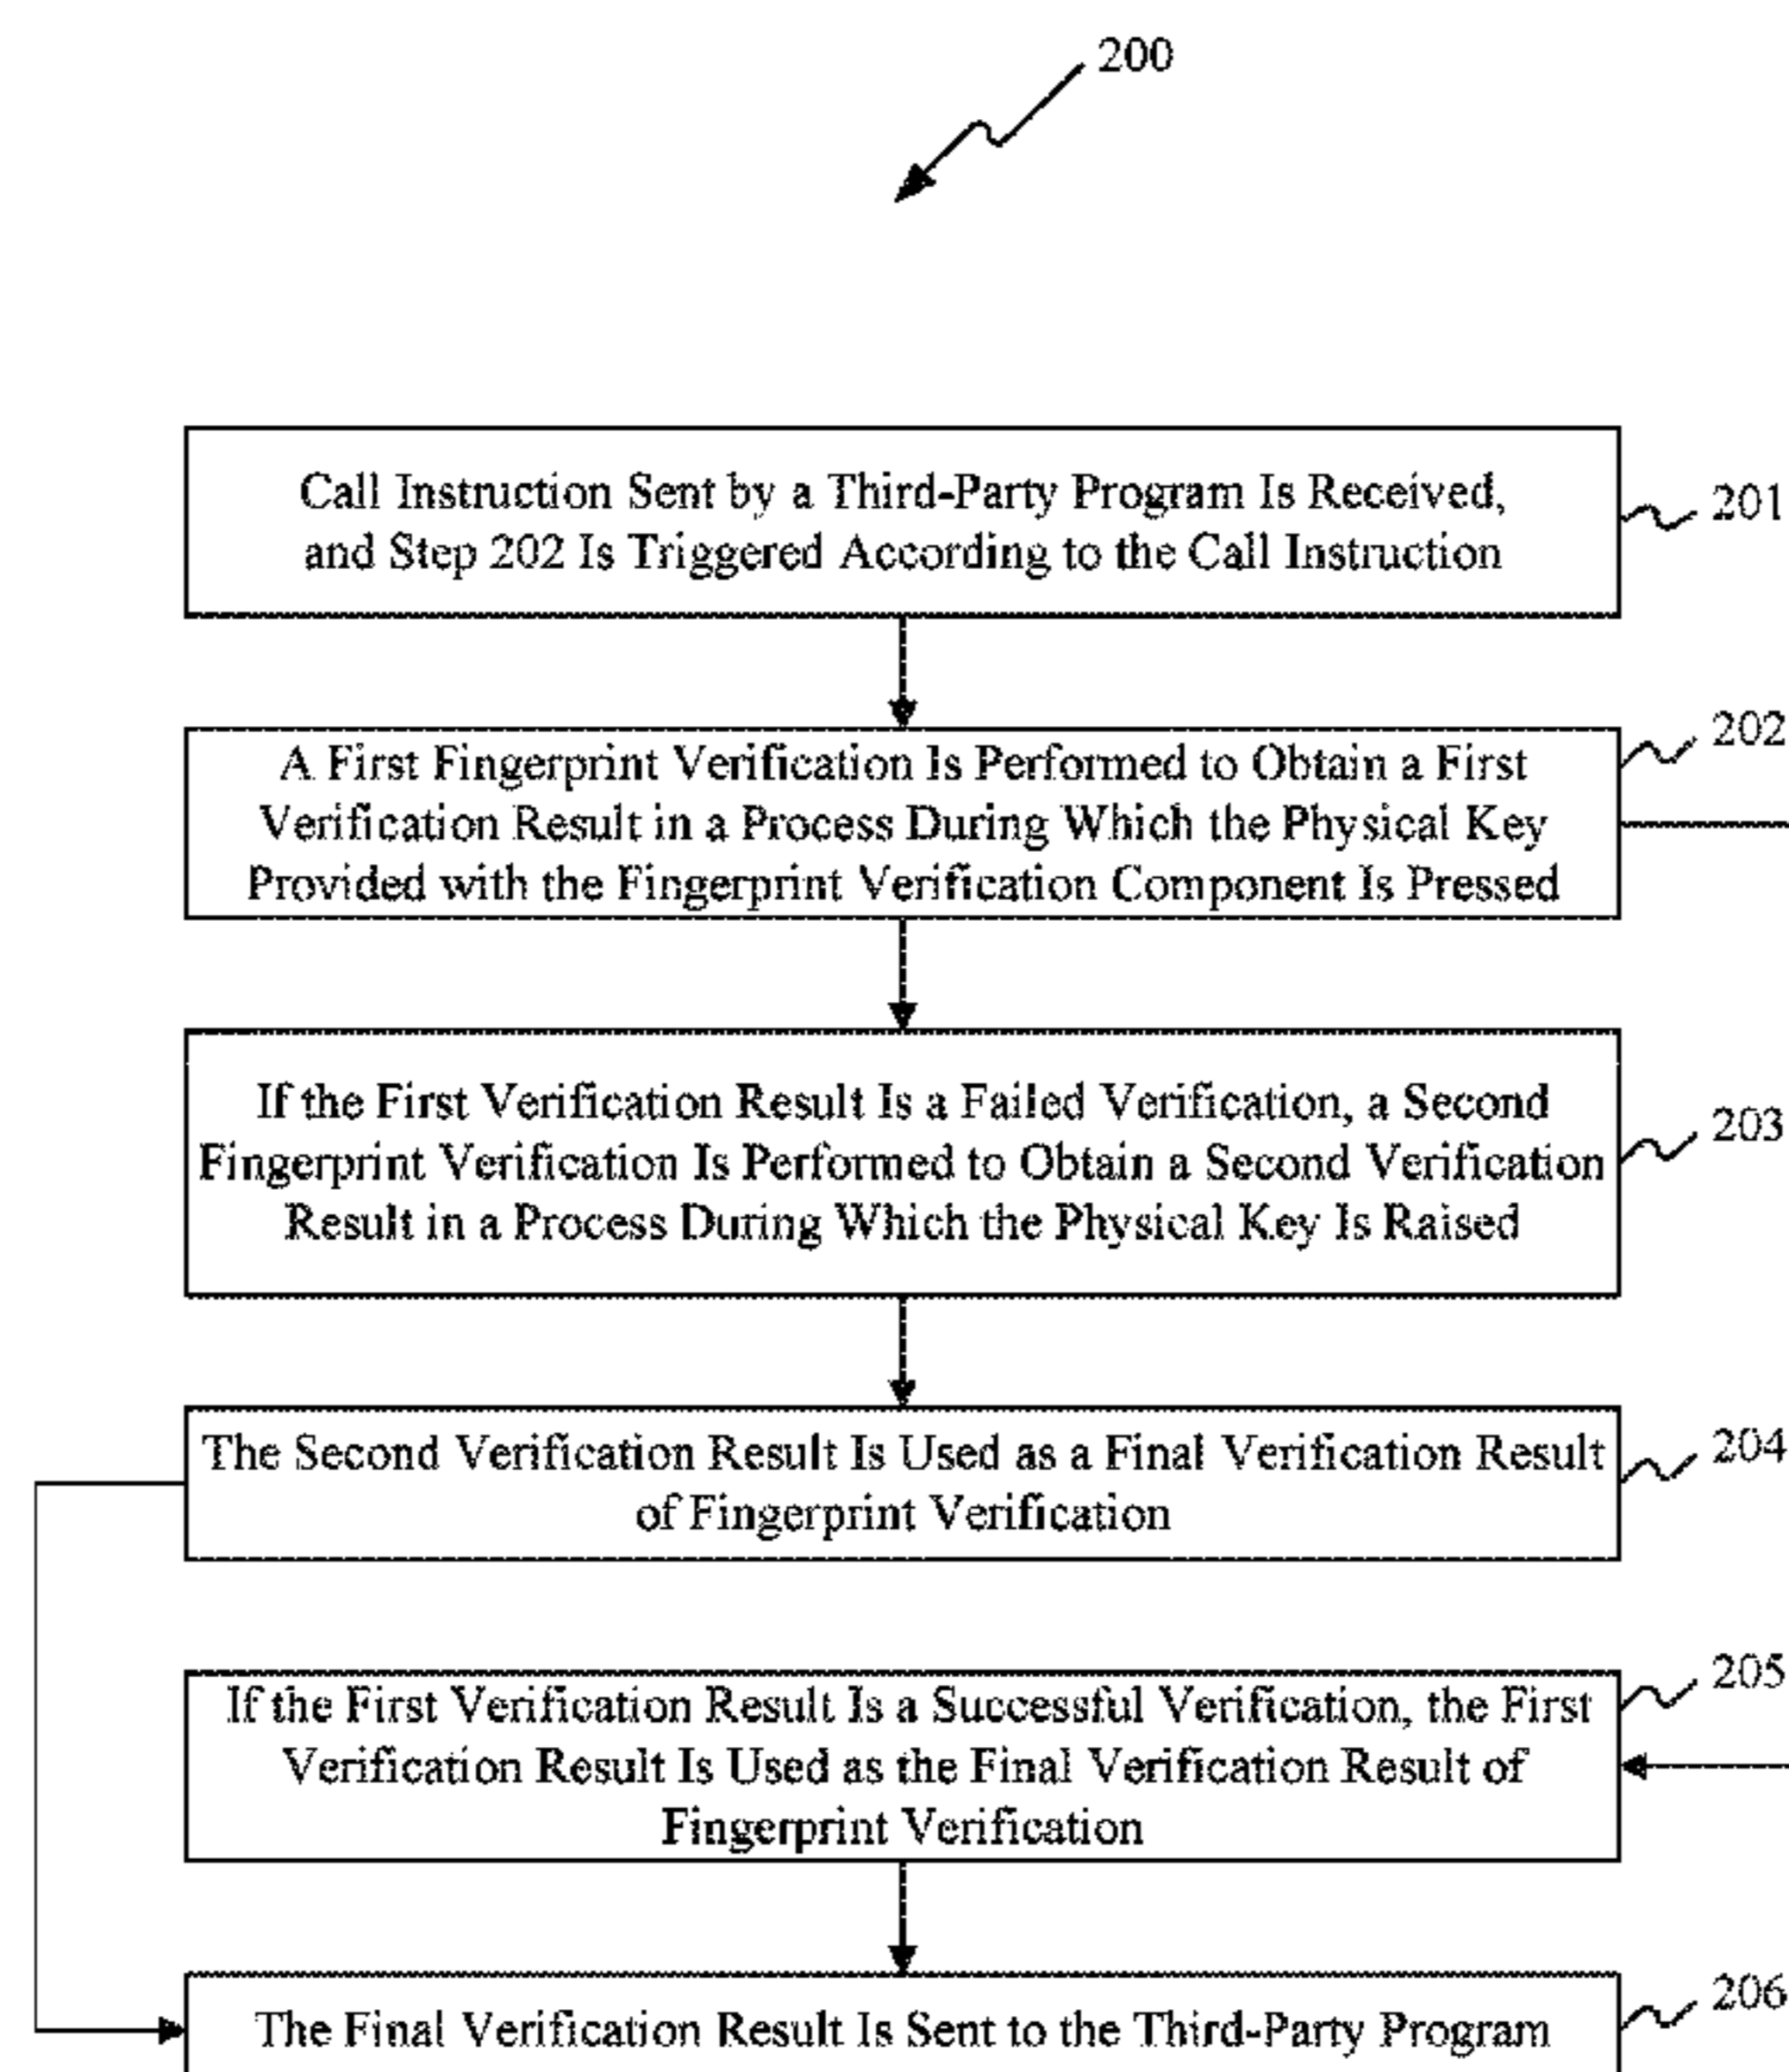 200
Call Instruction Sent by a Third-Party Program Is Received,
and Step 202 Is Triggered According to the Call Instruction
201
A First Fingerprint Verification Is Performed to Obtain a First
Verification Result in a Process During Which the Physical Key
Provided with the Fingerprint Verification Component Is Pressed
202
If the First Verification Result Is a Failed Verification, a Second
Fingerprint Verification Is Performed to Obtain a Second Verification
Result in a Process During Which the Physical Key Is Raised
203
The Second Verification Result Is Used as a Final Verification Result
of Fingerprint Verification
204
If the First Verification Result Is a Successful Verification, the First
Verification Result Is Used as the Final Verification Result of
Fingerprint Verification
205
The Final Verification Result Is Sent to the Third-Party Program
206